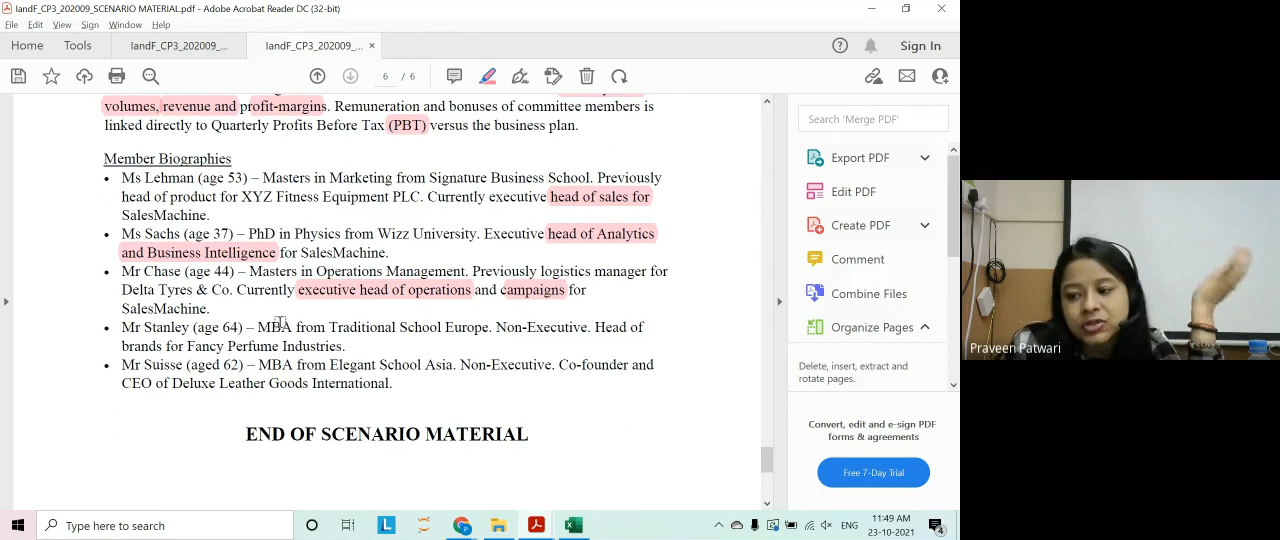 IandF_CP3_202009_SCENARIO MATERIAL.pdf - Adobe Acrobat Reader DC (32-bit)
File Edit View Sign Window Help
Home Tools IandF_CP3_202009_... IandF_CP3_202009_... × Sign In
6 / 6
volumes, revenue and profit-margins. Remuneration and bonuses of committee members is
linked directly to Quarterly Profits Before Tax (PBT) versus the business plan.
Member Biographies
• Ms Lehman (age 53) – Masters in Marketing from Signature Business School. Previously
head of product for XYZ Fitness Equipment PLC. Currently executive head of sales for
SalesMachine.
• Ms Sachs (age 37) – PhD in Physics from Wizz University. Executive head of Analytics
and Business Intelligence for SalesMachine.
• Mr Chase (age 44) – Masters in Operations Management. Previously logistics manager for
Delta Tyres & Co. Currently executive head of operations and campaigns for
SalesMachine.
• Mr Stanley (age 64) – MBA from Traditional School Europe. Non-Executive. Head of
brands for Fancy Perfume Industries.
• Mr Suisse (aged 62) – MBA from Elegant School Asia. Non-Executive. Co-founder and
CEO of Deluxe Leather Goods International.
END OF SCENARIO MATERIAL
Search 'Merge PDF'
Export PDF
Edit PDF
Create PDF
Comment
Combine Files
Organize Pages
Delete, insert, extract and
rotate pages.
Convert, edit and e-sign PDF
forms & agreements
Free 7-Day Trial
Praveen Patwari
Type here to search
ENG
11:49 AM
23-10-2021
4